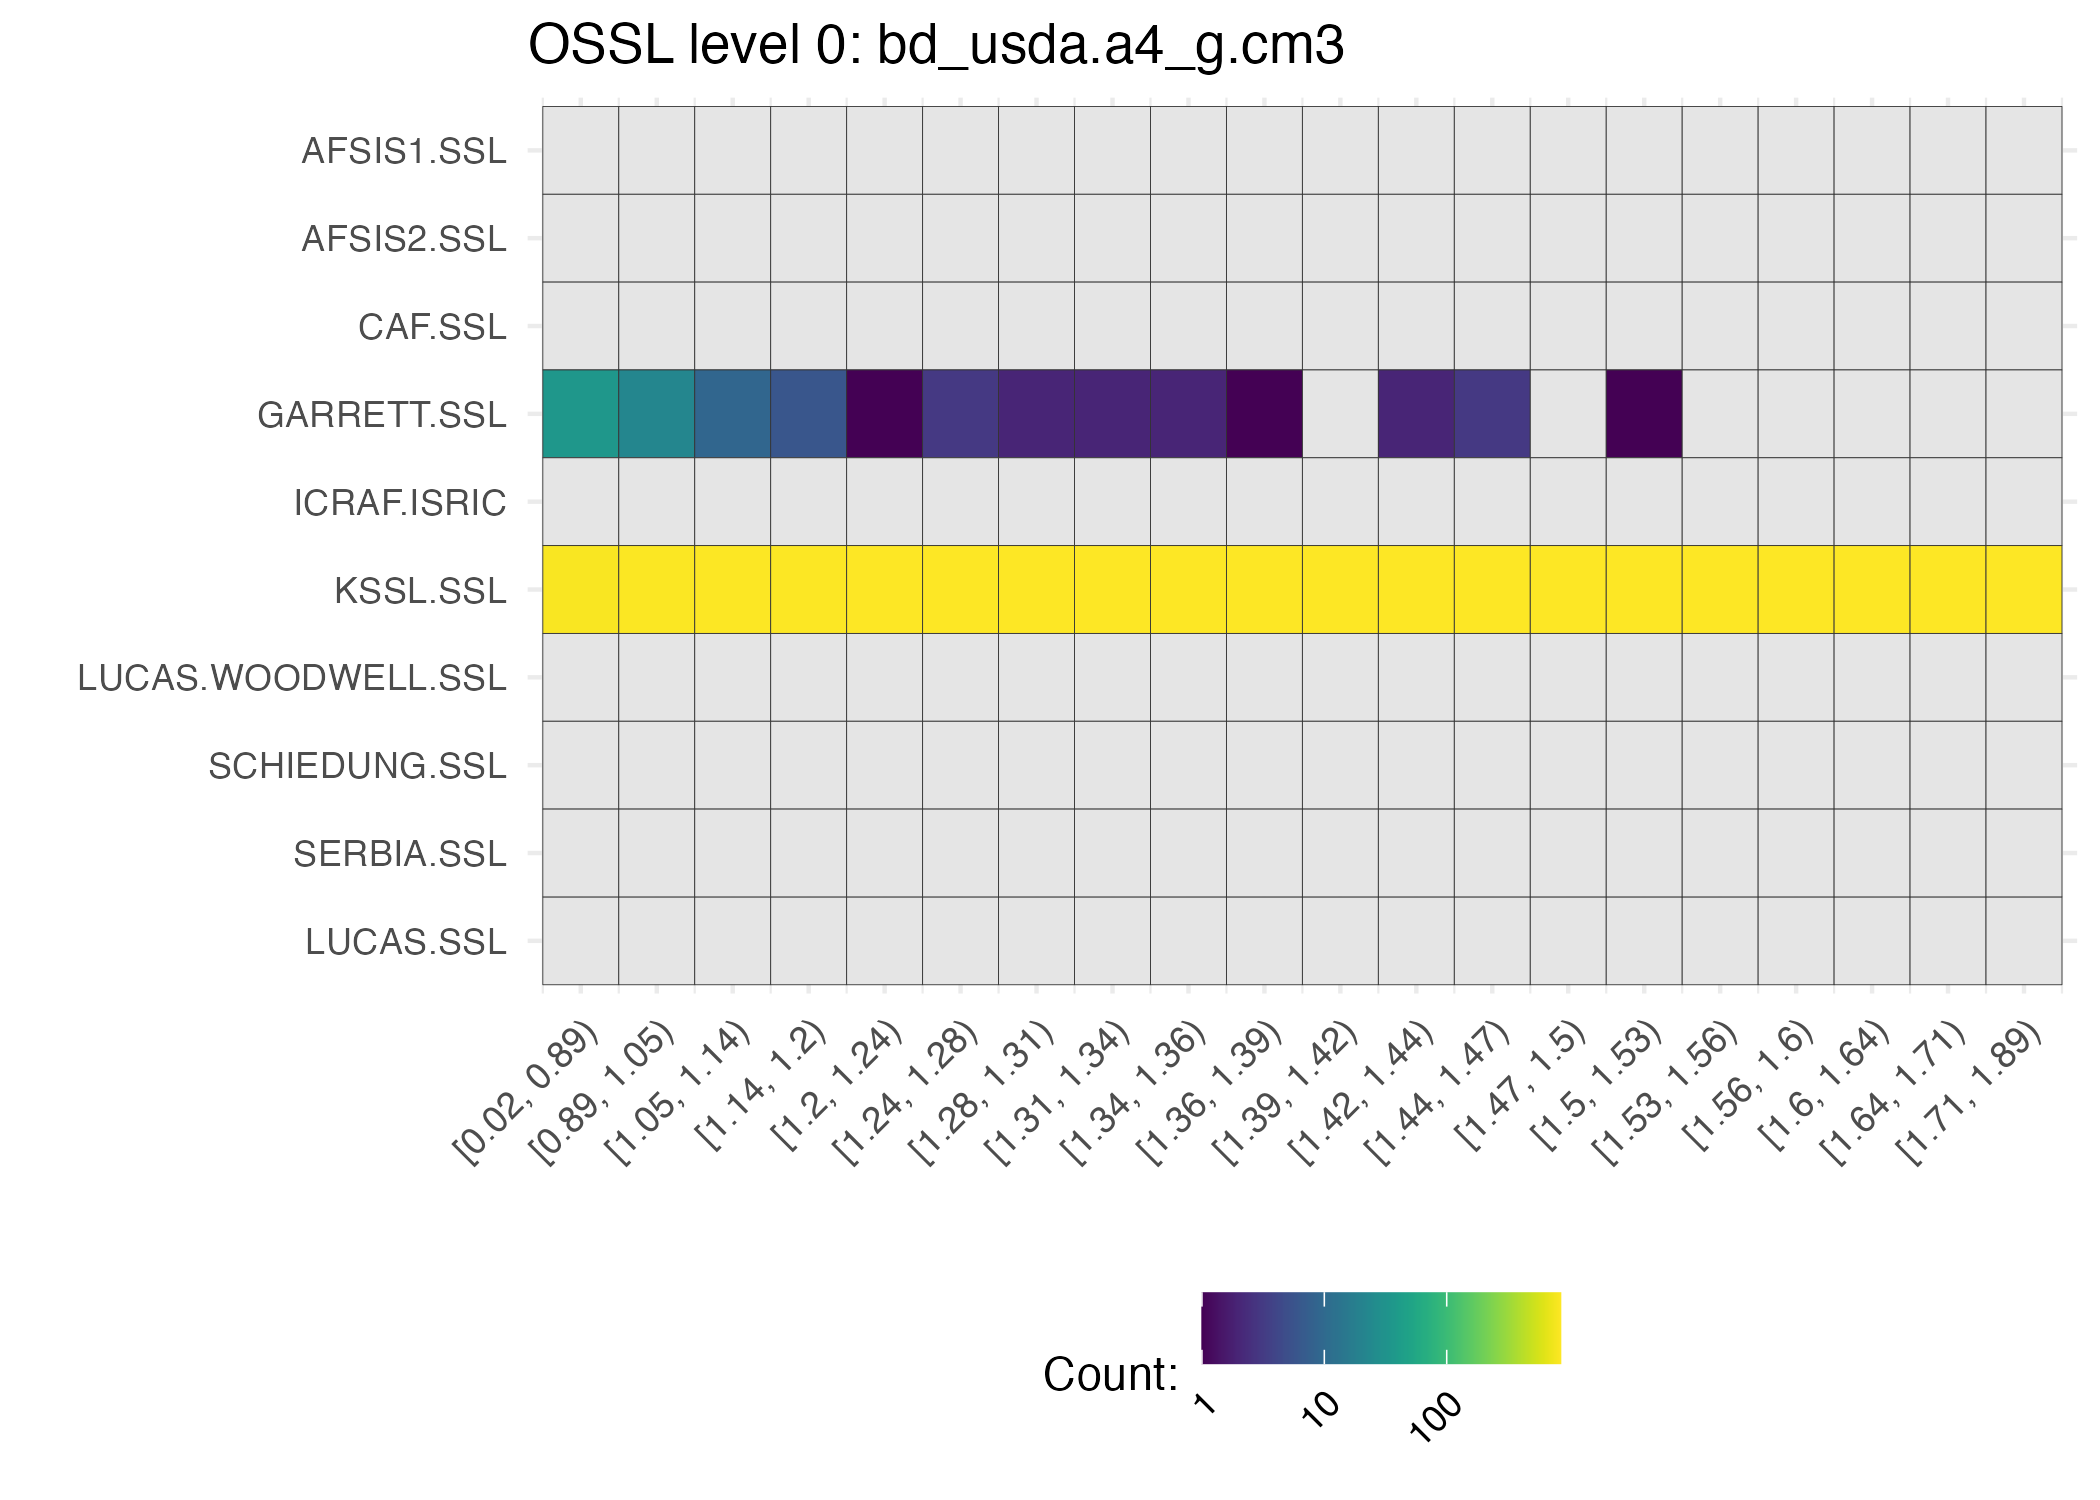 OSSL level 0: bd_usda.a4_g.cm3
AFSIS1.SSL
AFSIS2.SSL
CAF.SSL
GARRETT.SSL
ICRAF.ISRIC
KSSL.SSL
LUCAS.WOODWELL.SSL
SCHIEDUNG.SSL
SERBIA.SSL
LUCAS.SSL
[0.02, 0.89)
[0.89, 1.05)
[1.05, 1.14)
[1.14, 1.2)
[1.2, 1.24)
[1.24, 1.28)
[1.28, 1.31)
[1.31, 1.34)
[1.34, 1.36)
[1.36, 1.39)
[1.39, 1.42)
[1.42, 1.44)
[1.44, 1.47)
[1.47, 1.5)
[1.5, 1.53)
[1.53, 1.56)
[1.56, 1.6)
[1.6, 1.64)
[1.64, 1.71)
[1.71, 1.89)
Count:
1
10
100